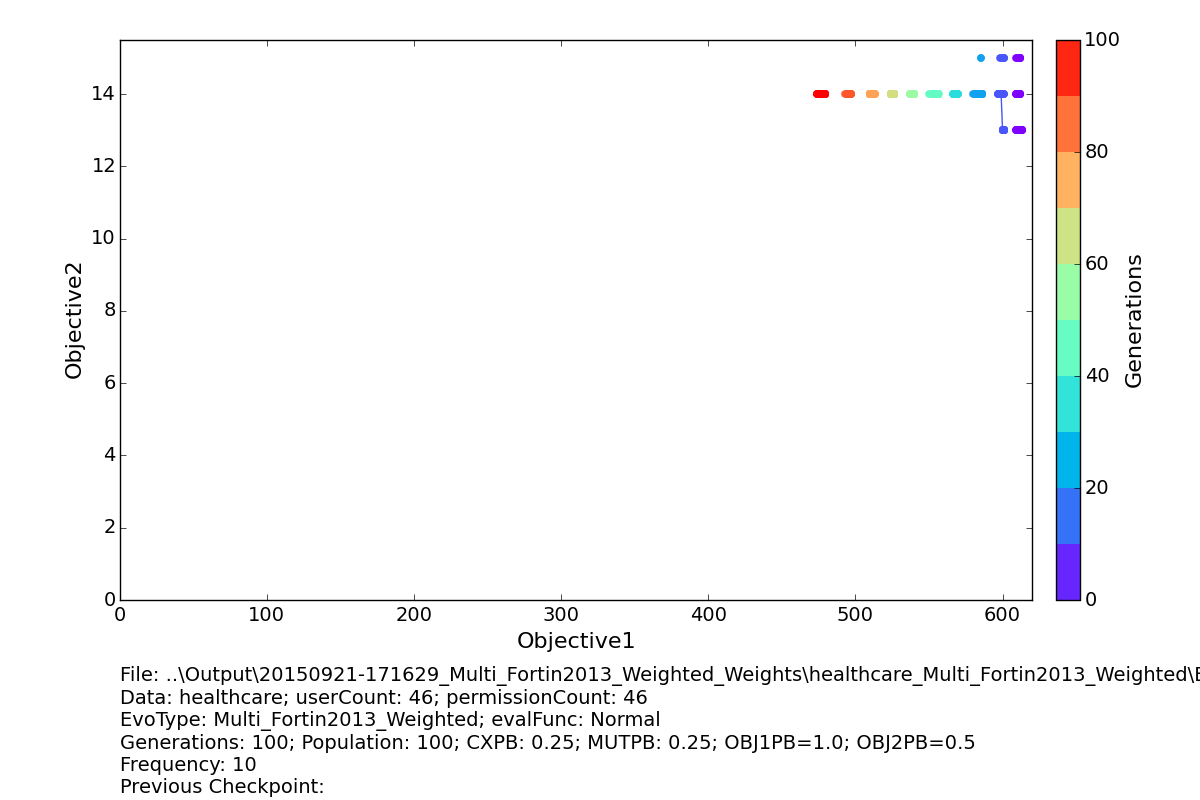 100
14
80
12
10
60
Objective2
Generations
8
6
40
4
20
2
0
0
0 100 200 300 400 500 600
Objective1
File: ..\Output\20150921-171629_Multi_Fortin2013_Weighted_Weights\healthcare_Multi_Fortin2013_Weighted\
Data: healthcare; userCount: 46; permissionCount: 46
EvoType: Multi_Fortin2013_Weighted; evalFunc: Normal
Generations: 100; Population: 100; CXPB: 0.25; MUTPB: 0.25; OBJ1PB=1.0; OBJ2PB=0.5
Frequency: 10
Previous Checkpoint: